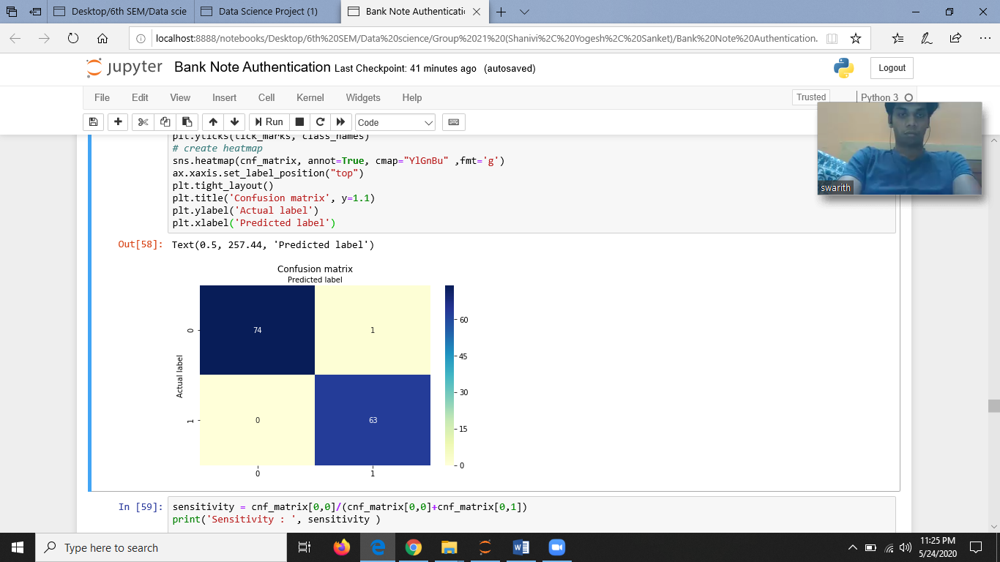 Desktop/6th SEM/Data scie
Data Science Project (1)
Bank Note Authenticati
localhost:8888/notebooks/Desktop/6th%20SEM/Data%20science/Group%2021%20(Shanivi%2C%20Yogesh%2C%20Sanket)/Bank%20Note%20Authentication.
jupyter Bank Note Authentication Last Checkpoint: 41 minutes ago (autosaved)
Logout
File Edit View Insert Cell Kernel Widgets Help
Trusted
Python 3
Run
Code
swarith
plt.yticks(tick_marks, class_names)
# create heatmap
sns.heatmap(cnf_matrix, annot=True, cmap="YlGnBu" ,fmt='g')
ax.xaxis.set_label_position("top")
plt.tight_layout()
plt.title('Confusion matrix', y=1.1)
plt.ylabel('Actual label')
plt.xlabel('Predicted label')
Out[58]: Text(0.5, 257.44, 'Predicted label')
Confusion matrix
Predicted label
Actual label
0
74
1
1
0
63
0
1
60
45
30
15
0
In [59]: sensitivity = cnf_matrix[0,0]/(cnf_matrix[0,0]+cnf_matrix[0,1])
print('Sensitivity : ', sensitivity )
Type here to search
11:25 PM
5/24/2020